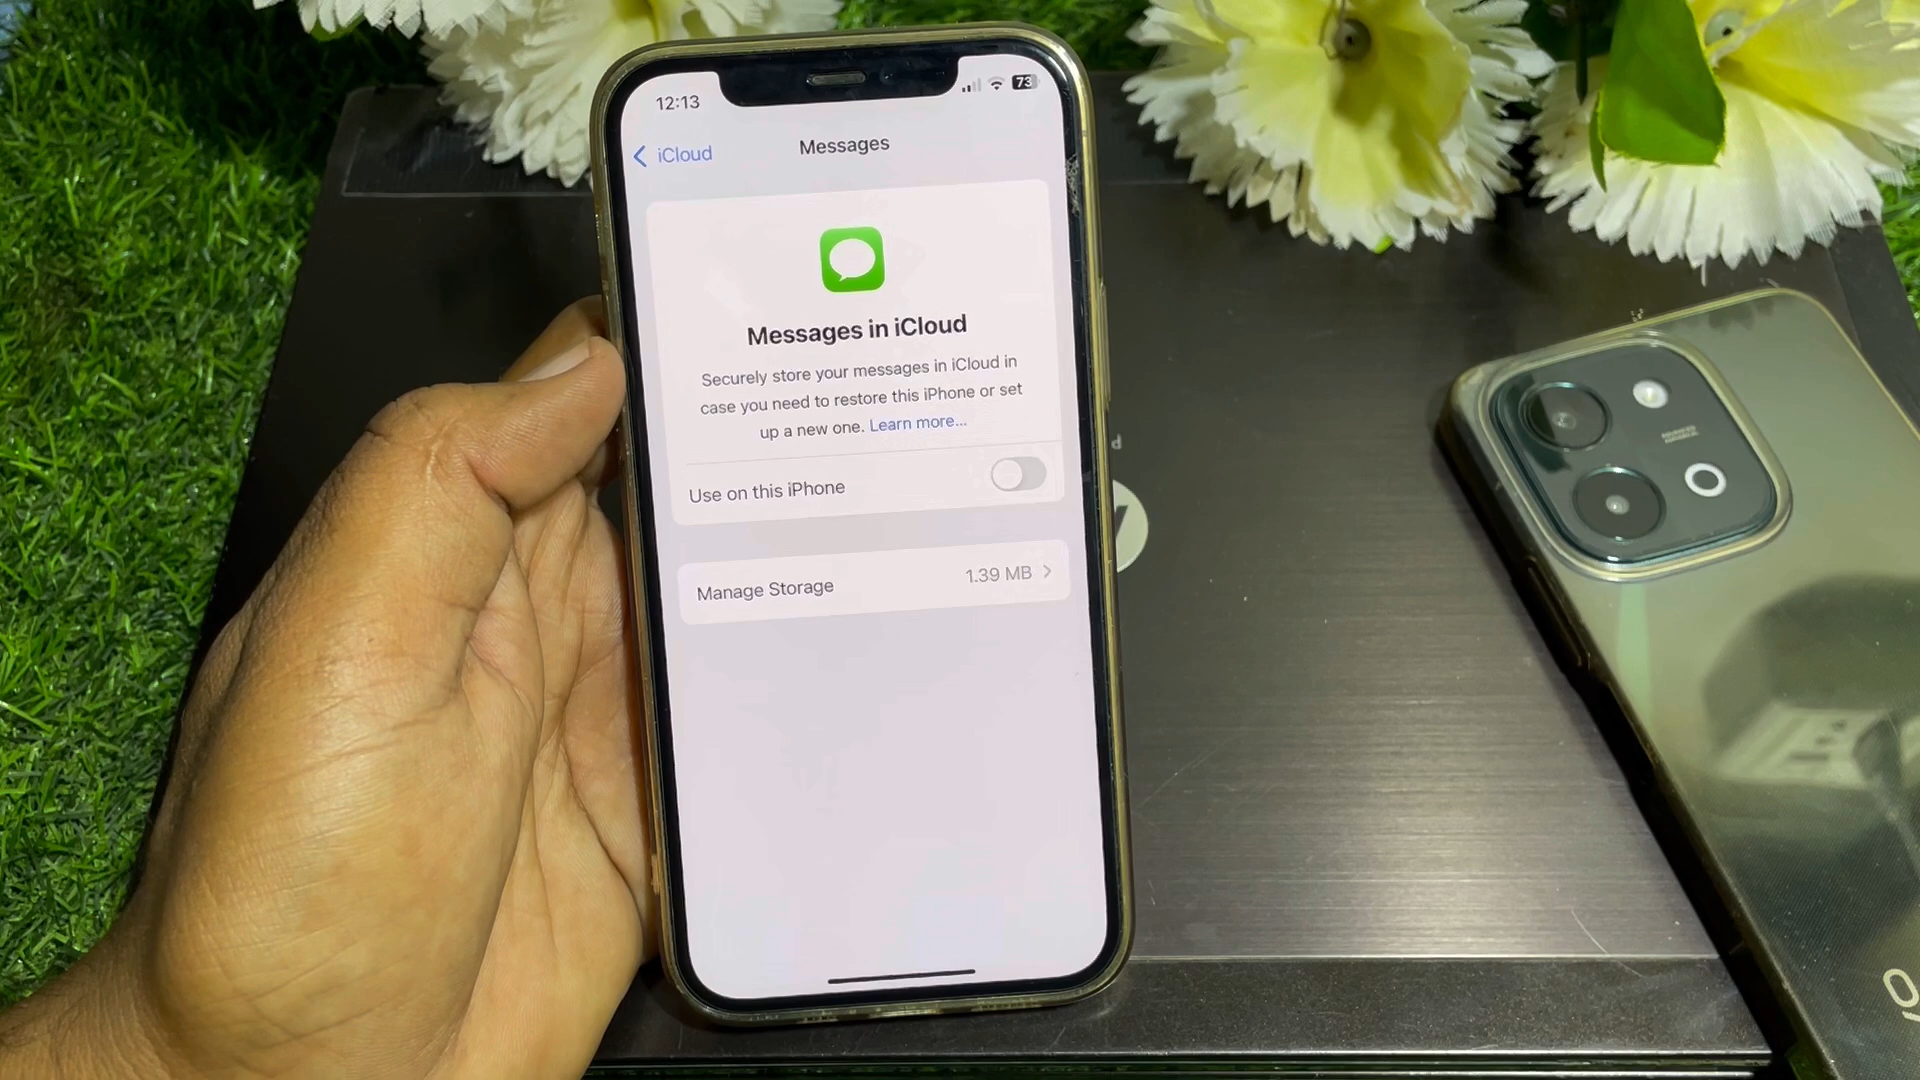 12:13
73
iCloud
Messages
Messages in iCloud
Securely store your messages in iCloud in
case you need to restore this iPhone or set
up a new one. Learn more...
Use on this iPhone
Manage Storage
1.39 MB